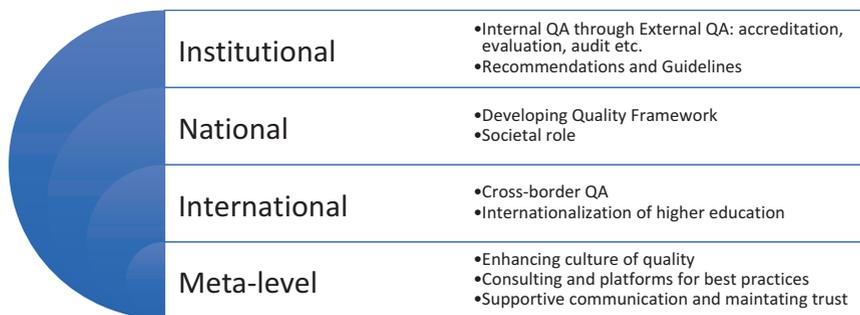 Institutional
•Internal QA through External QA: accreditation,
evaluation, audit etc.
•Recommendations and Guidelines
National
•Developing Quality Framework
•Societal role
International
•Cross-border QA
•Internationalization of higher education
Meta-level
•Enhancing culture of quality
•Consulting and platforms for best practices
•Supportive communication and maintating trust